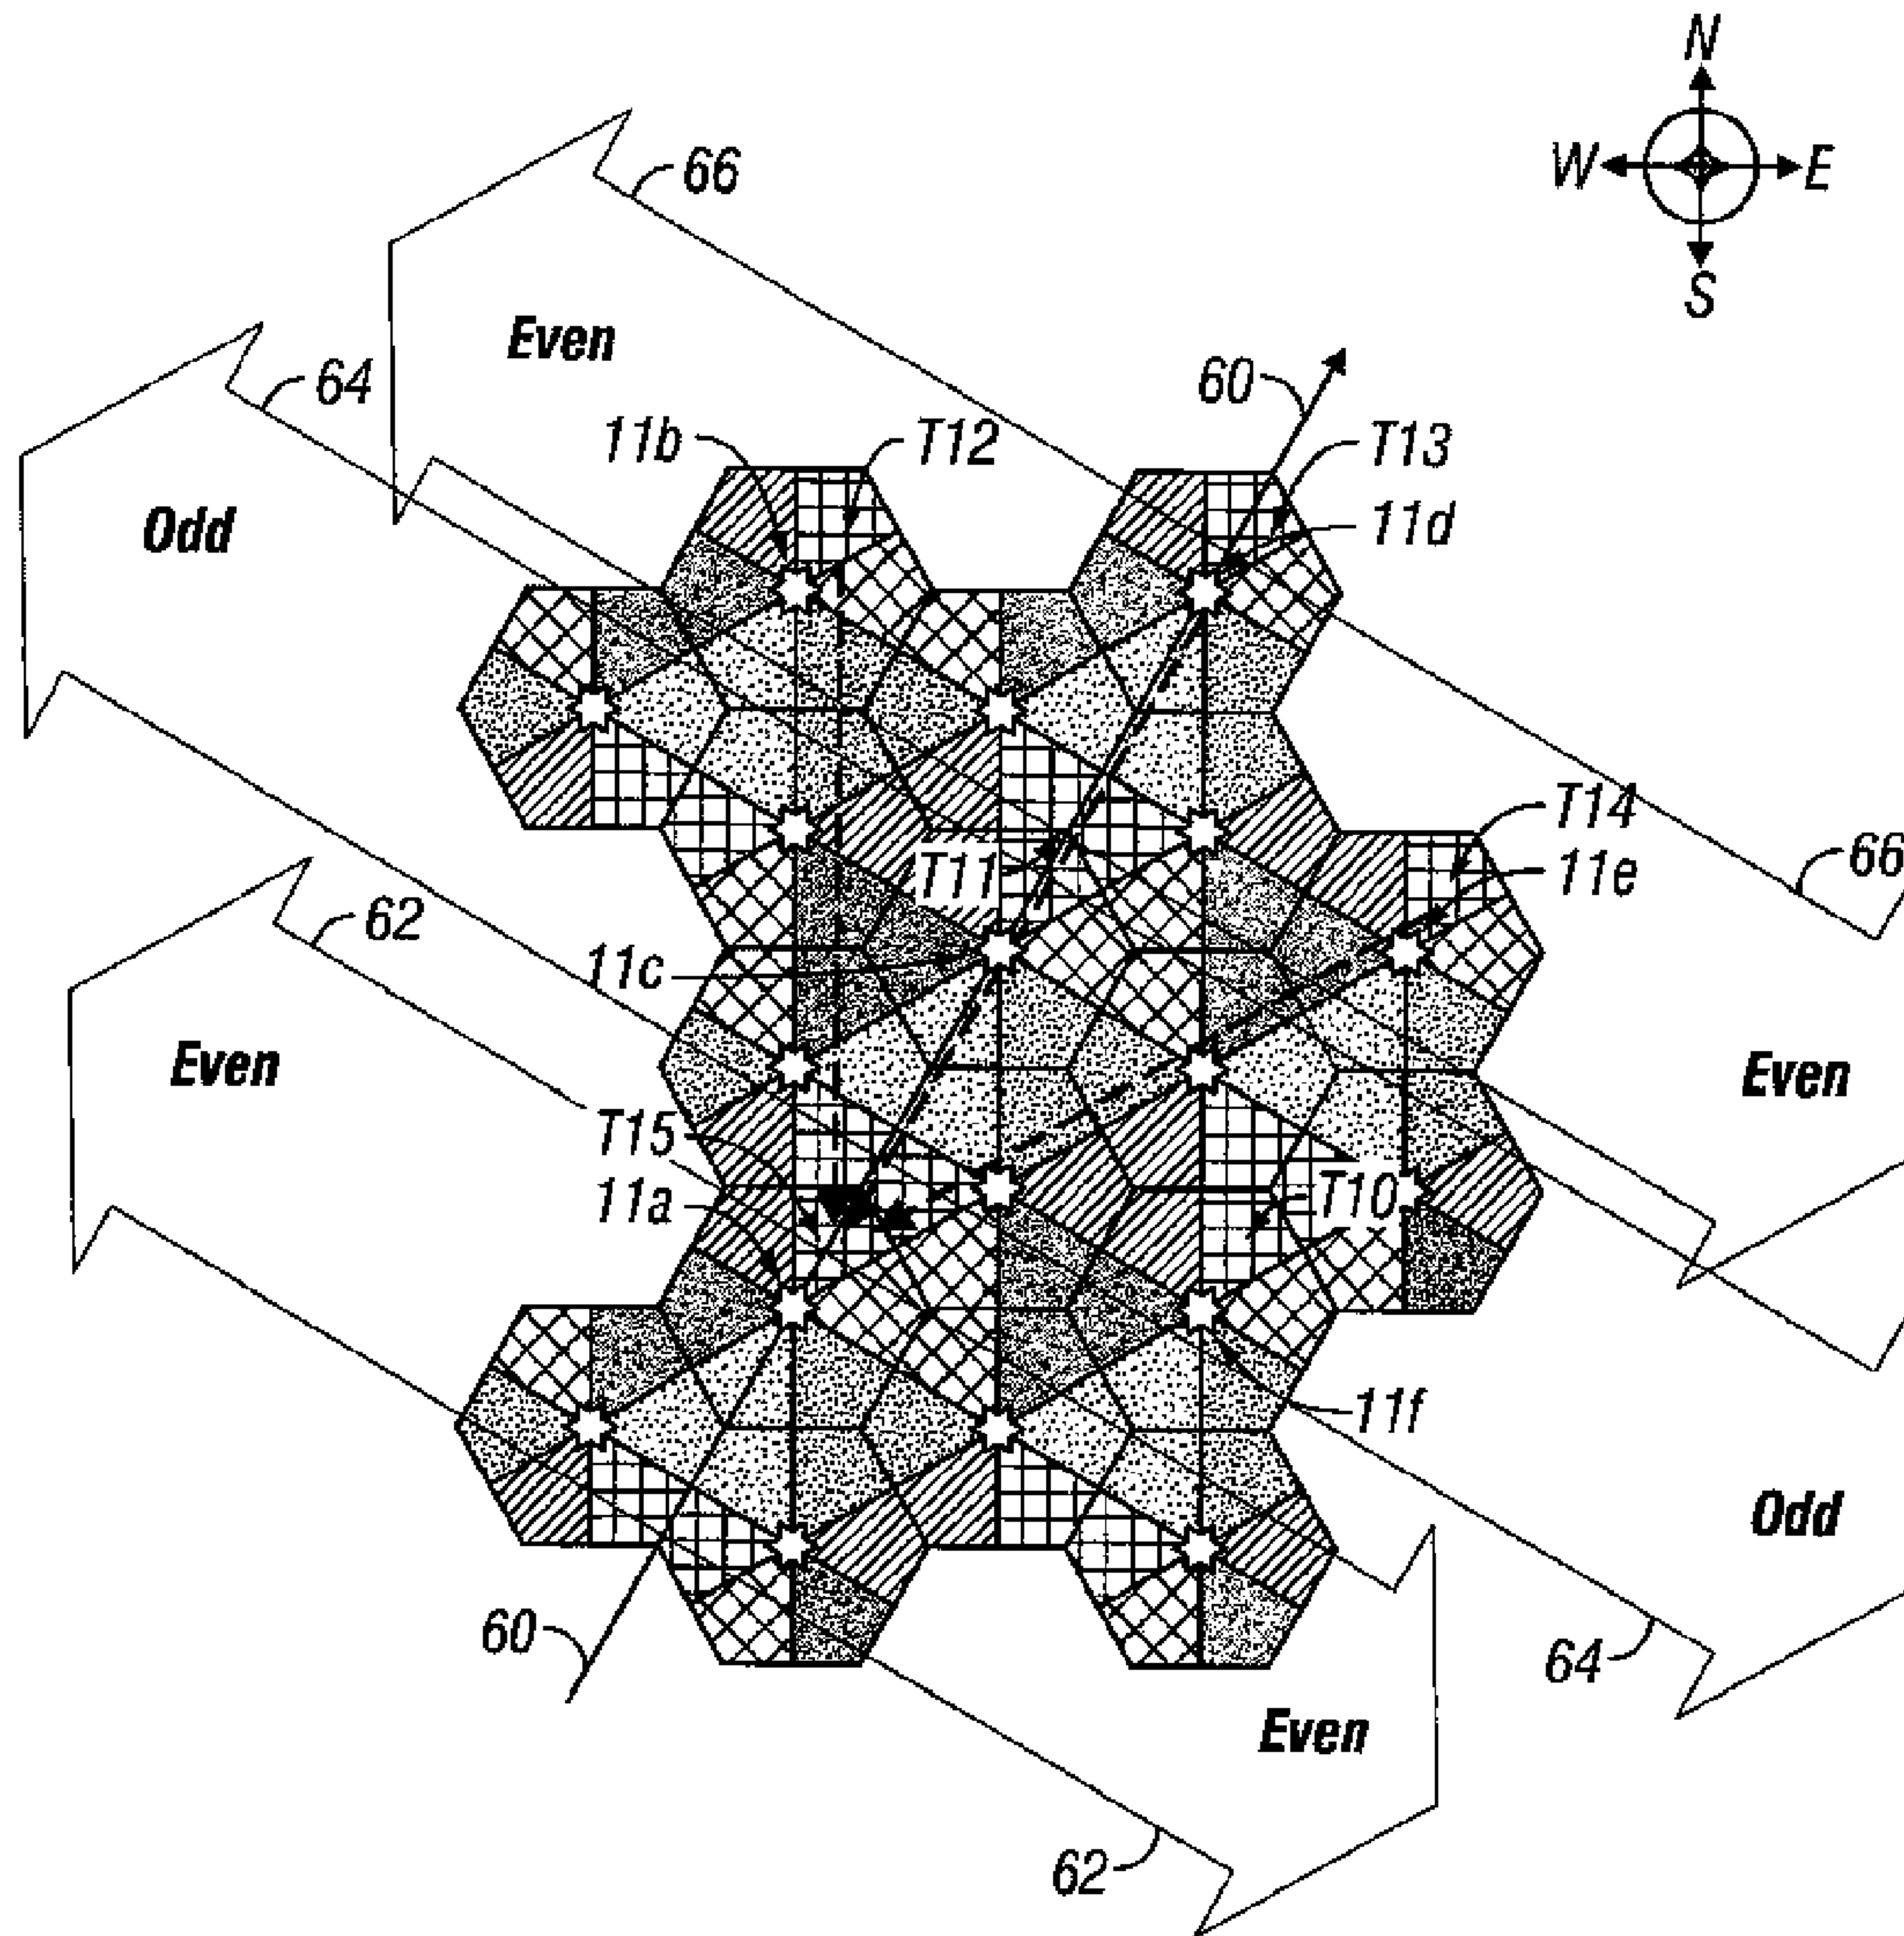 N
W E
S
66
Even
64
60
11b T12
T13
11d
Odd
T14
11e
66
T11
62
11c
Even
Even
T15
11a
T10
11f
Odd
60
64
Even
62